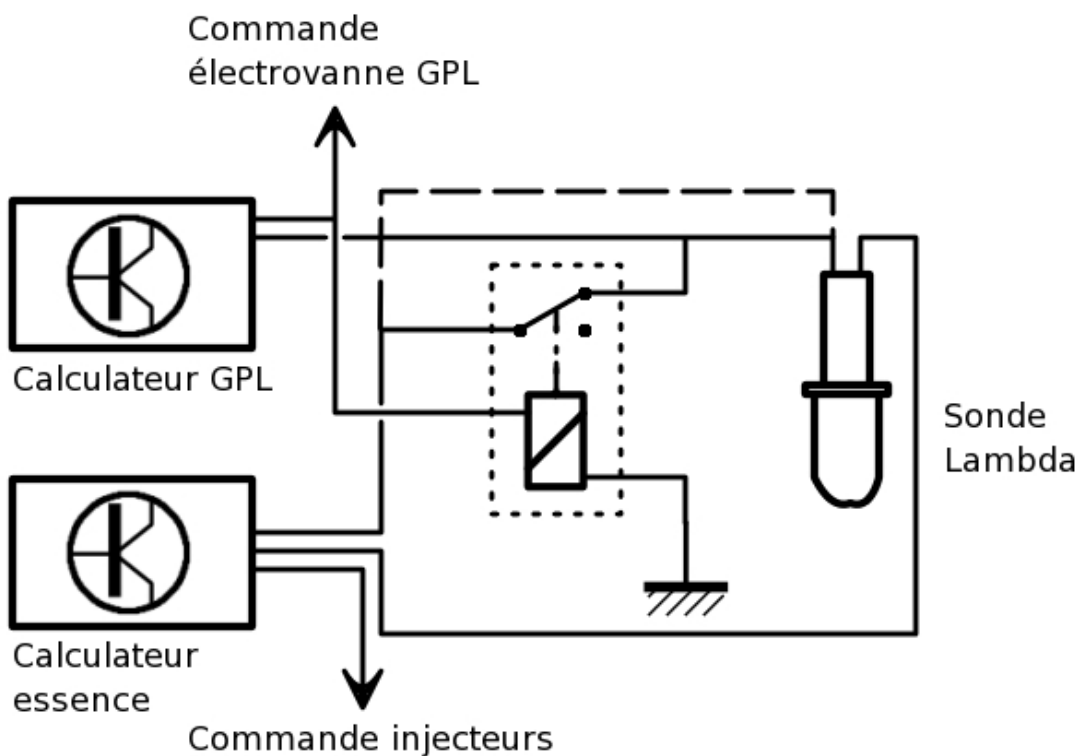 Commande
électrovanne GPL
Calculateur GPL
Sonde
Lambda
Calculateur
essence
Commande injecteurs